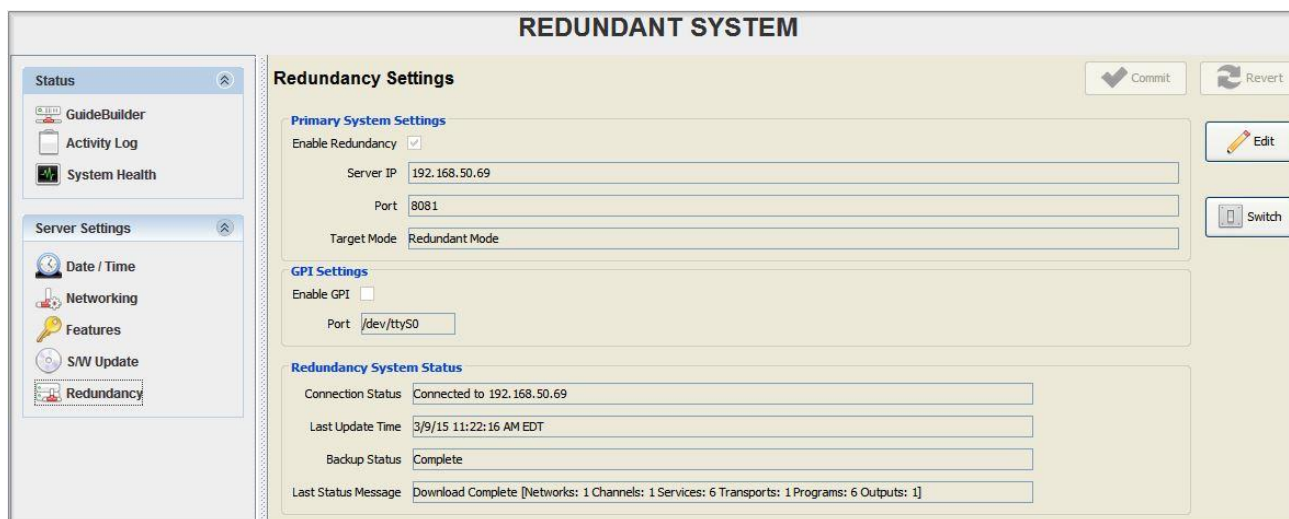 REDUNDANT SYSTEM
Status
GuideBuilder
Activity Log
System Health
Server Settings
Date / Time
Networking
Features
S/W Update
Redundancy
Redundancy Settings
Commit
Revert
Primary System Settings
Enable Redundancy
Server IP 192.168.50.69
Port 8081
Target Mode Redundant Mode
Edit
Switch
GPI Settings
Enable GPI
Port /dev/ttyS0
Redundancy System Status
Connection Status Connected to 192.168.50.69
Last Update Time 3/9/15 11:22:16 AM EDT
Backup Status Complete
Last Status Message Download Complete [Networks: 1 Channels: 1 Services: 6 Transports: 1 Programs: 6 Outputs: 1]